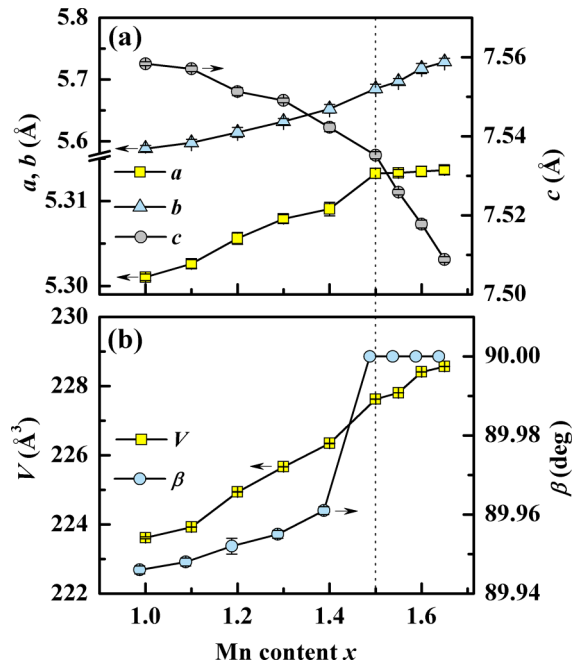 5.8
(a)
7.56
5.7
7.54
5.6
a, b (Å)
c (Å)
a
b
c
5.31
7.52
5.30
7.50
230
(b)
90.00
228
V
β
V (Å³)
89.98
β (deg)
226
224
89.96
222
89.94
1.0 1.2 1.4 1.6
Mn content x